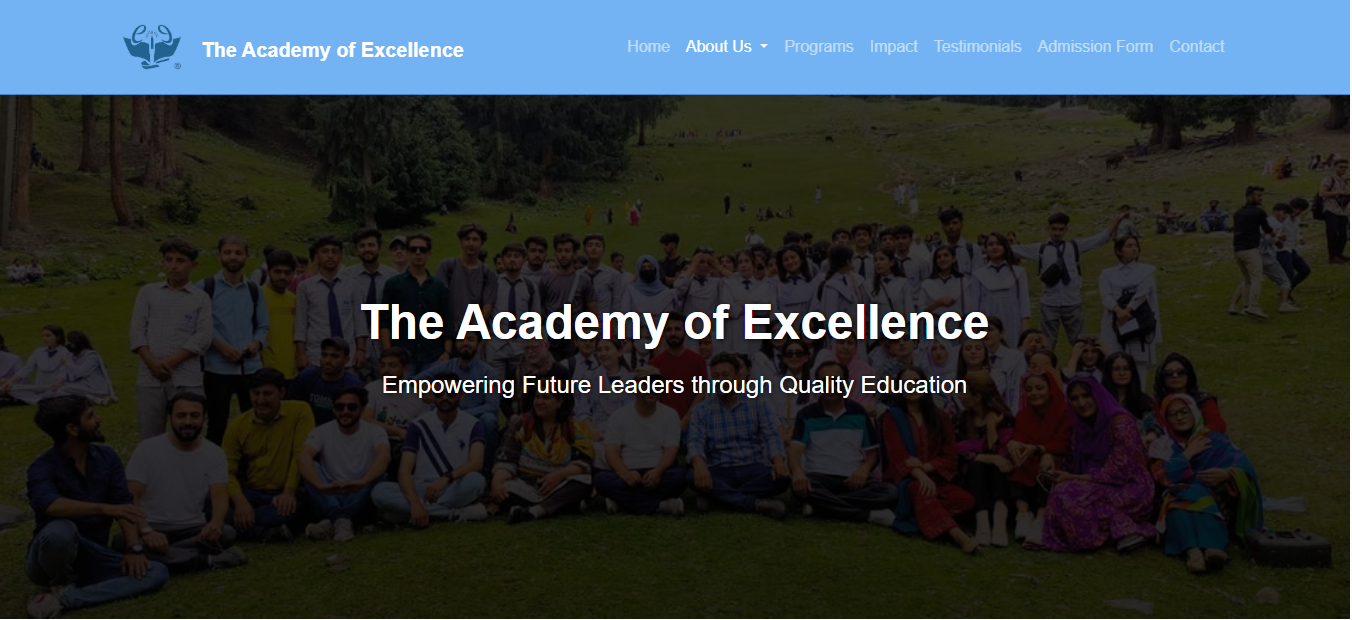 The Academy of Excellence
Home About Us Programs Impact Testimonials Admission Form Contact
The Academy of Excellence
Empowering Future Leaders through Quality Education